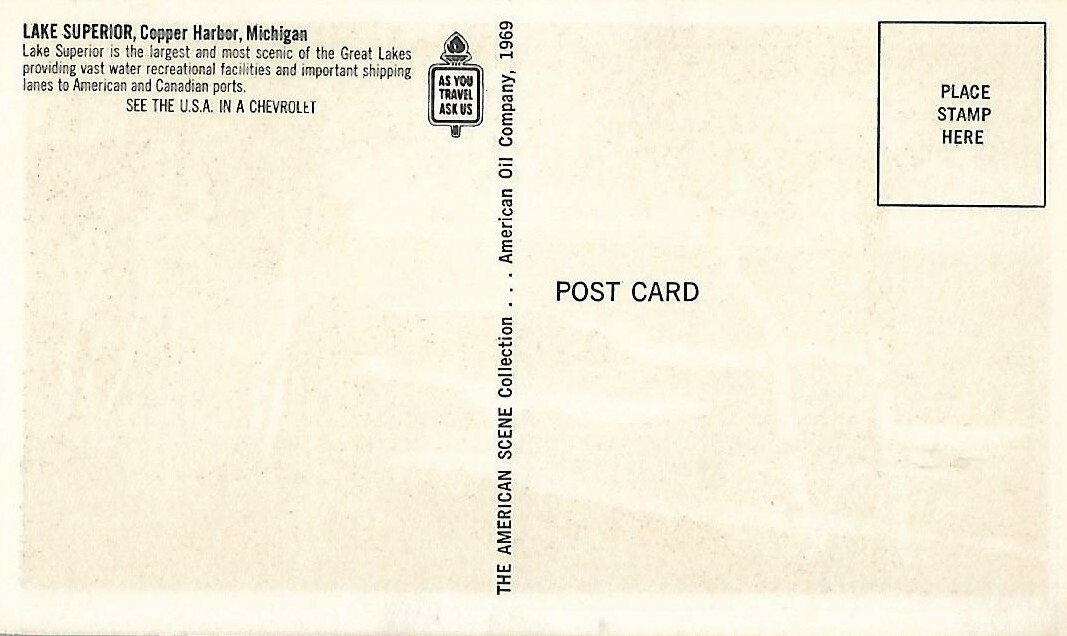 LAKE SUPERIOR, Copper Harbor, Michigan
Lake Superior is the largest and most scenic of the Great Lakes
providing vast water recreational facilities and important shipping
lanes to American and Canadian ports.
SEE THE U.S.A. IN A CHEVROLET
AS YOU
TRAVEL
ASK US
THE AMERICAN SCENE Collection . . . American Oil Company, 1969
POST CARD
PLACE
STAMP
HERE